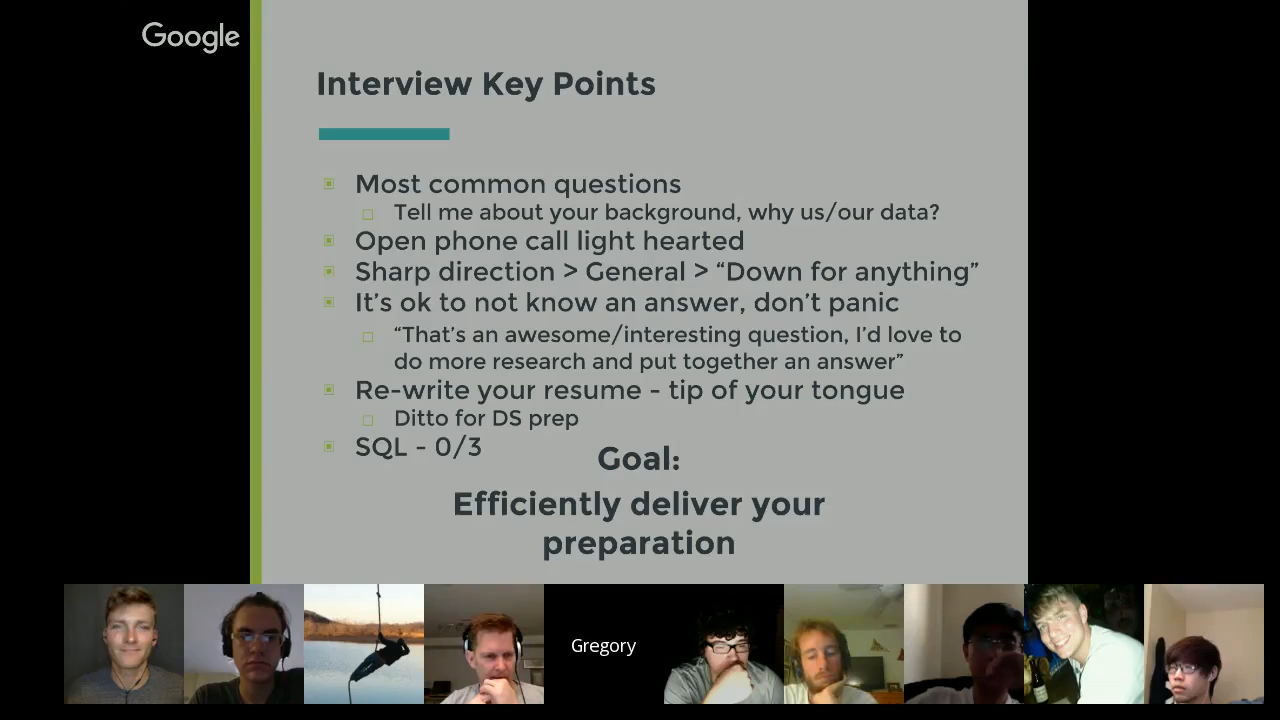 Google
Interview Key Points
Most common questions
Tell me about your background, why us/our data?
Open phone call light hearted
Sharp direction > General > “Down for anything”
It’s ok to not know an answer, don’t panic
“That’s an awesome/interesting question, I’d love to
do more research and put together an answer”
Re-write your resume - tip of your tongue
Ditto for DS prep
SQL - 0/3
Goal:
Efficiently deliver your
preparation
Gregory